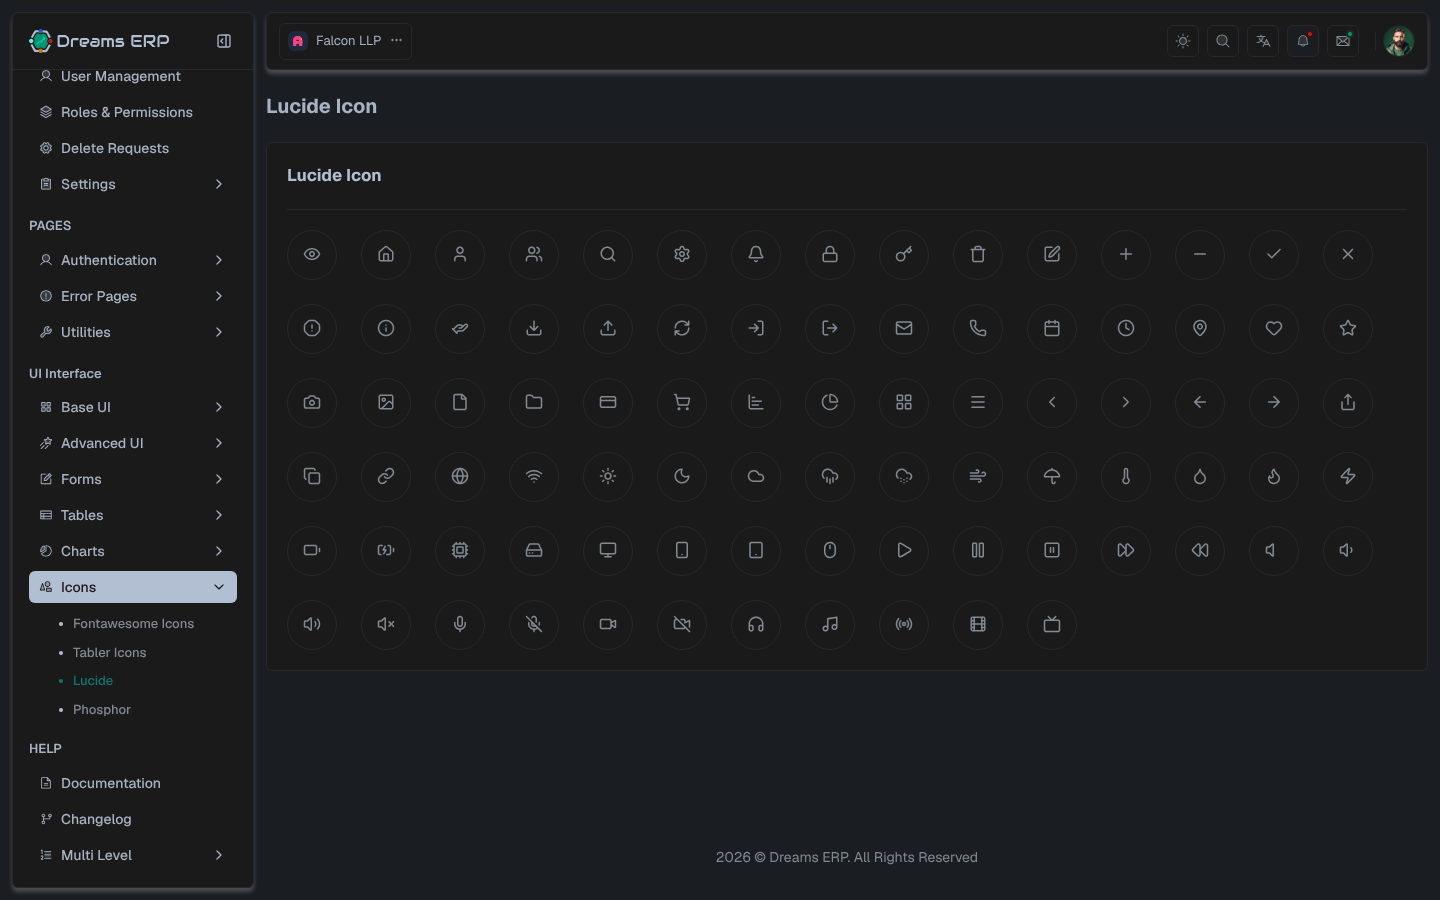 Dreams ERP
Falcon LLP
User Management
Roles & Permissions
Delete Requests
Settings
PAGES
Authentication
Error Pages
Utilities
UI Interface
Base UI
Advanced UI
Forms
Tables
Charts
Icons
Fontawesome Icons
Tabler Icons
Lucide
Phosphor
HELP
Documentation
Changelog
Multi Level
Lucide Icon
Lucide Icon
2026 © Dreams ERP. All Rights Reserved